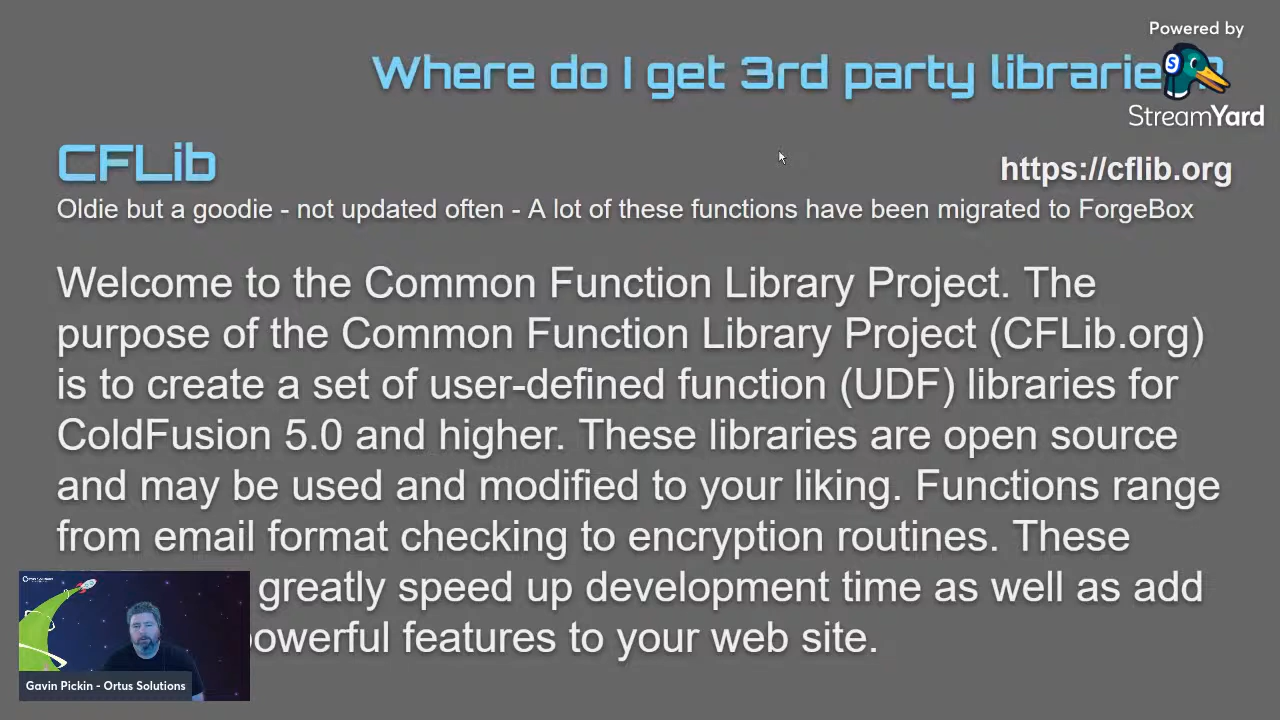 Powered by
Where do I get 3rd party
StreamYard
CFLib
https://cflib.org
Oldie but a goodie - not updated often - A lot of these functions have been migrated to ForgeBox
Welcome to the Common Function Library Project. The
purpose of the Common Function Library Project (CFLib.org)
is to create a set of user-defined function (UDF) libraries for
ColdFusion 5.0 and higher. These libraries are open source
and may be used and modified to your liking. Functions range
from email format checking to encryption routines. These
greatly speed up development time as well as add
powerful features to your web site.
Gavin Pickin - Ortus Solutions